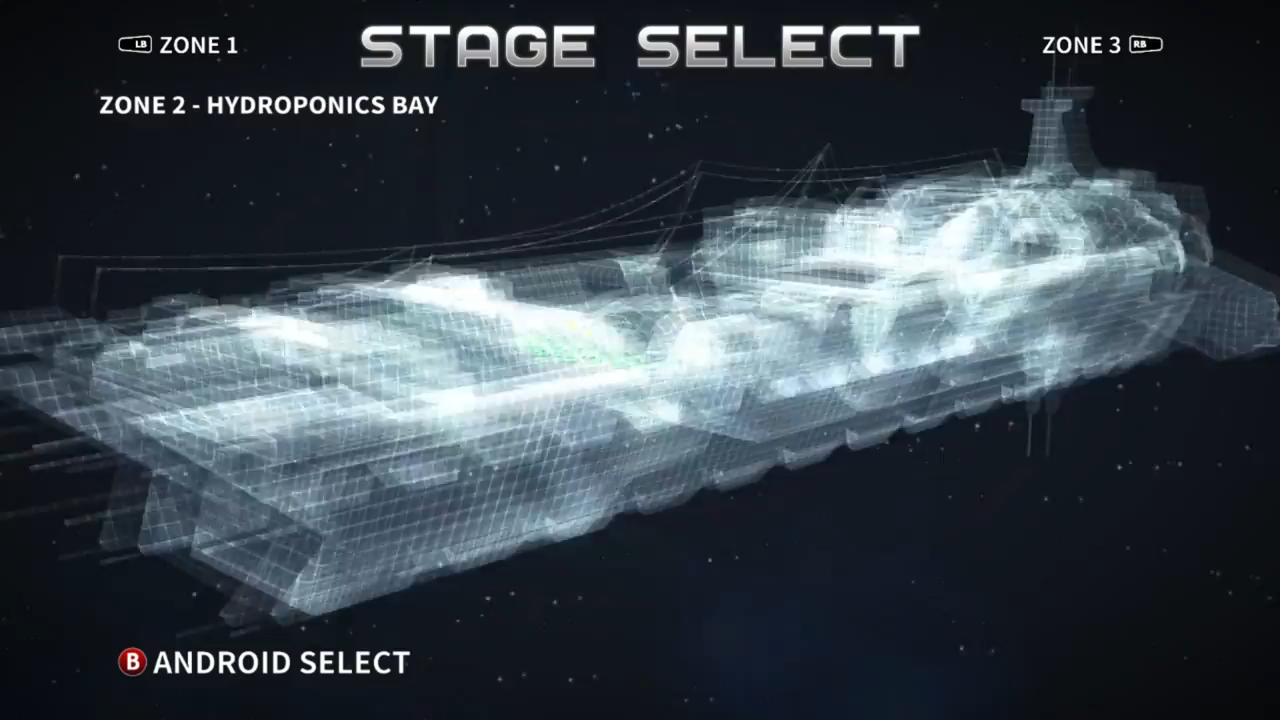 LB ZONE 1
STAGE SELECT
ZONE 3 RB
ZONE 2 - HYDROPONICS BAY
B ANDROID SELECT